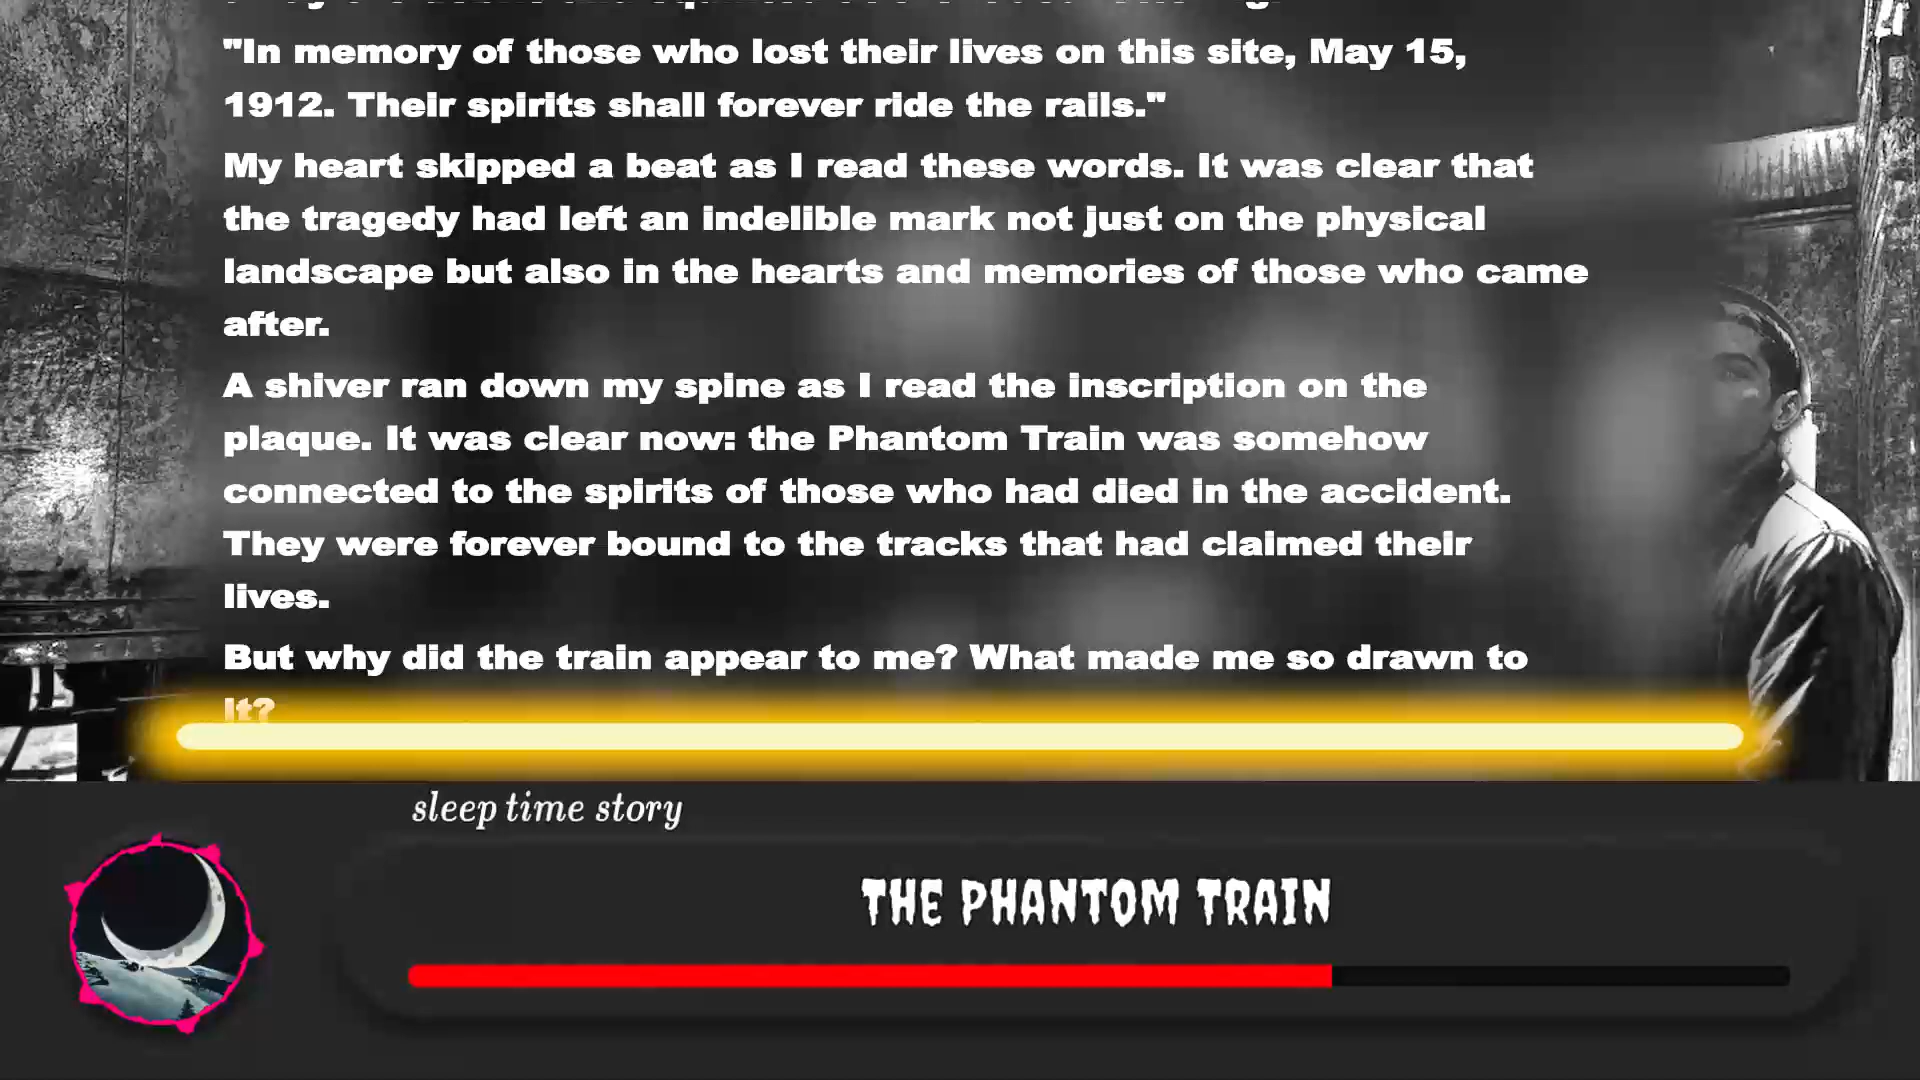 "In memory of those who lost their lives on this site, May 15,
1912. Their spirits shall forever ride the rails."
My heart skipped a beat as I read these words. It was clear that
the tragedy had left an indelible mark not just on the physical
landscape but also in the hearts and memories of those who came
after.
A shiver ran down my spine as I read the inscription on the
plaque. It was clear now: the Phantom Train was somehow
connected to the spirits of those who had died in the accident.
They were forever bound to the tracks that had claimed their
lives.
But why did the train appear to me? What made me so drawn to
it?
sleep time story
THE PHANTOM TRAIN